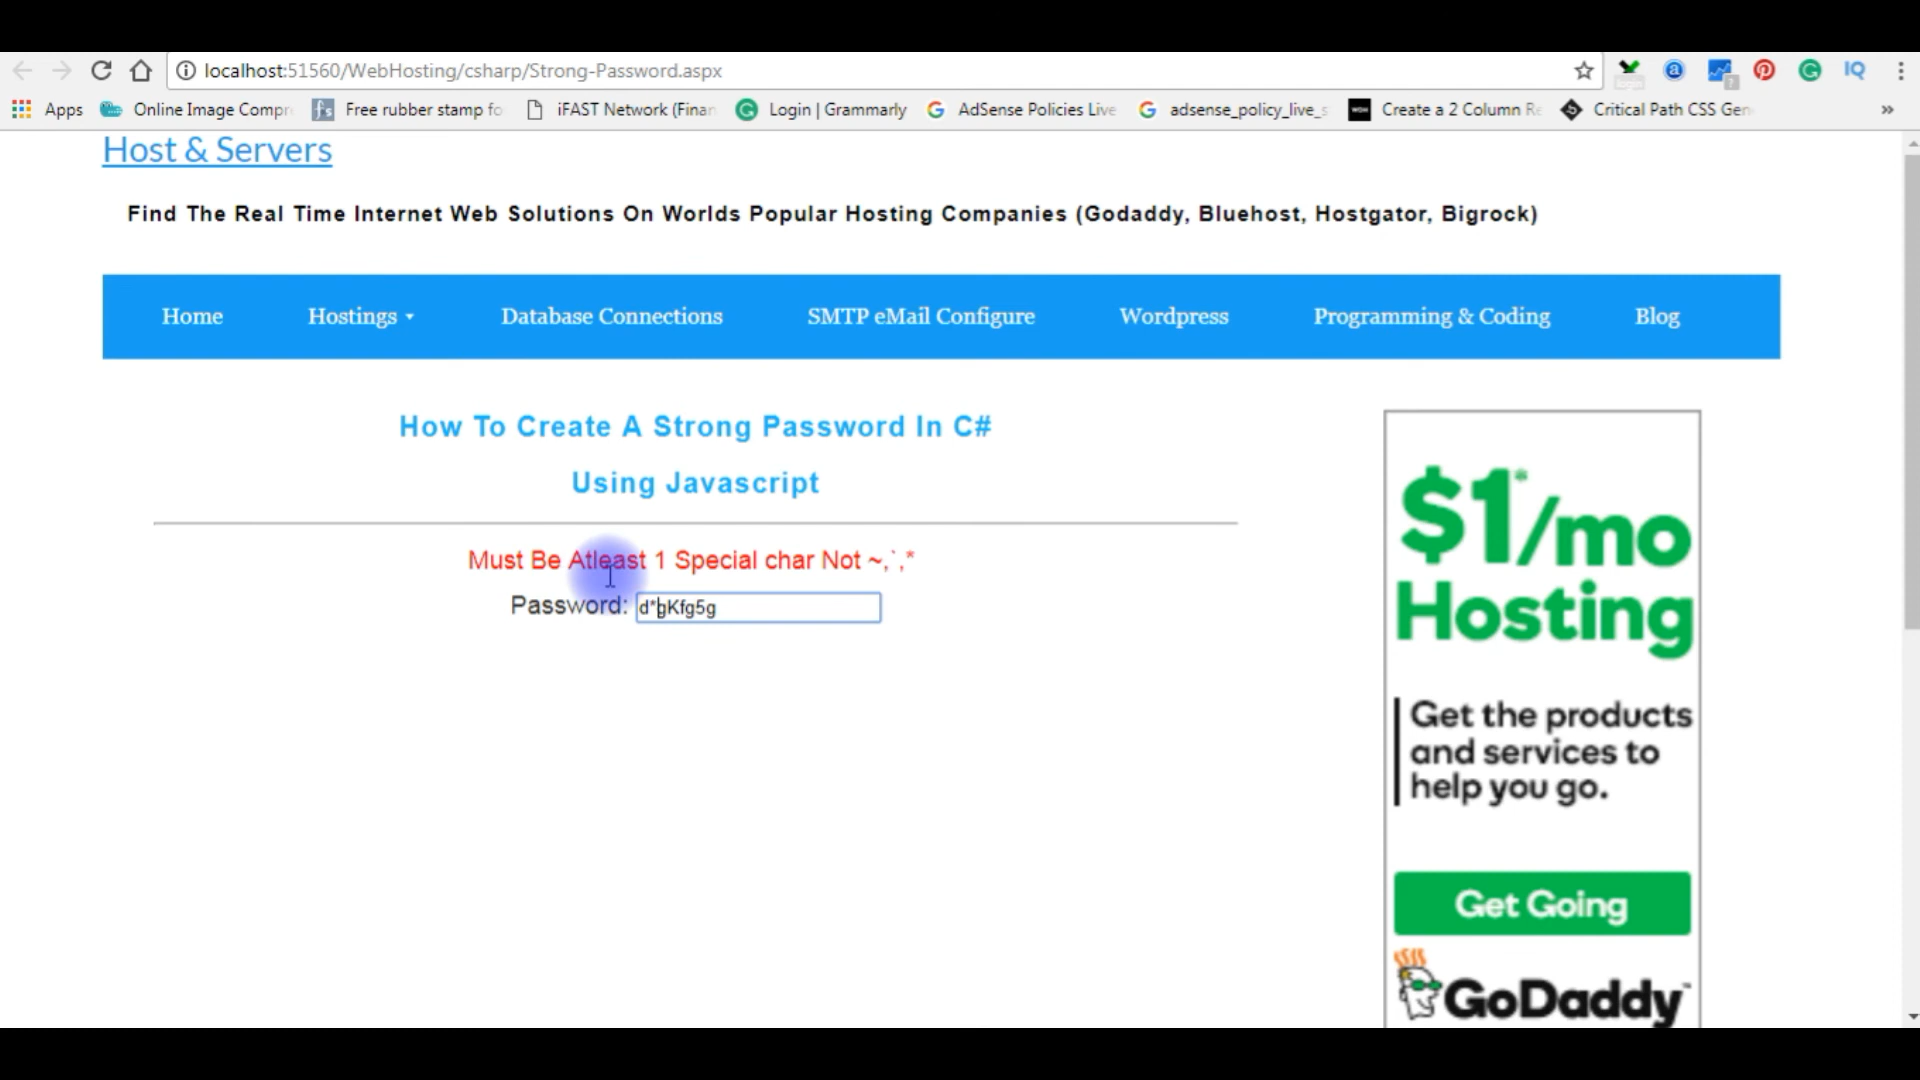 localhost:51560/WebHosting/csharp/Strong-Password.aspx
Apps Online Image Compr Free rubber stamp fo iFAST Network (Finan Login | Grammarly AdSense Policies Live adsense_policy_live_s Create a 2 Column Re Critical Path CSS Gen »
Host & Servers
Find The Real Time Internet Web Solutions On Worlds Popular Hosting Companies (Godaddy, Bluehost, Hostgator, Bigrock)
Home Hostings Database Connections SMTP eMail Configure Wordpress Programming & Coding Blog
How To Create A Strong Password In C#
Using Javascript
Must Be Atleast 1 Special char Not ~,`,*
Password: d*gKfg5g
$1*/mo
Hosting
Get the products
and services to
help you go.
Get Going
GoDaddy™